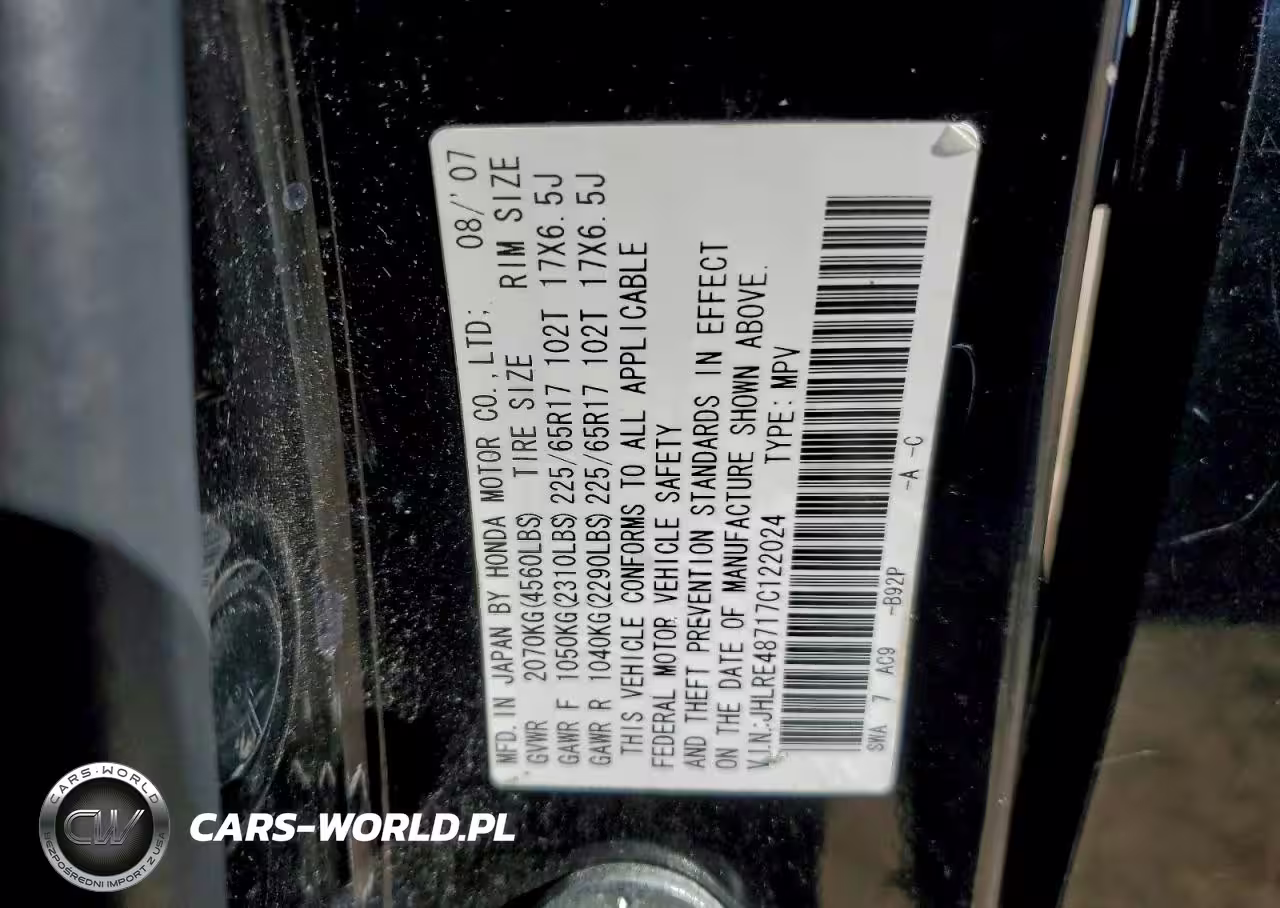 MFD. IN JAPAN BY HONDA MOTOR CO., LTD; 08/'07
GVWR 2070KG(4560LBS) TIRE SIZE RIM SIZE
GAWR F 1050KG(2310LBS) 225/65R17 102T 17X6.5J
GAWR R 1040KG(2290LBS) 225/65R17 102T 17X6.5J
THIS VEHICLE CONFORMS TO ALL APPLICABLE
FEDERAL MOTOR VEHICLE SAFETY
AND THEFT PREVENTION STANDARDS IN EFFECT
ON THE DATE OF MANUFACTURE SHOWN ABOVE.
V.I.N.:JHLRE48717C122024 TYPE:MPV
SWA 7 AC9 -B92P -A -C
CARS-WORLD
CW
BEZPOŚREDNI IMPORT Z USA
CARS-WORLD.PL